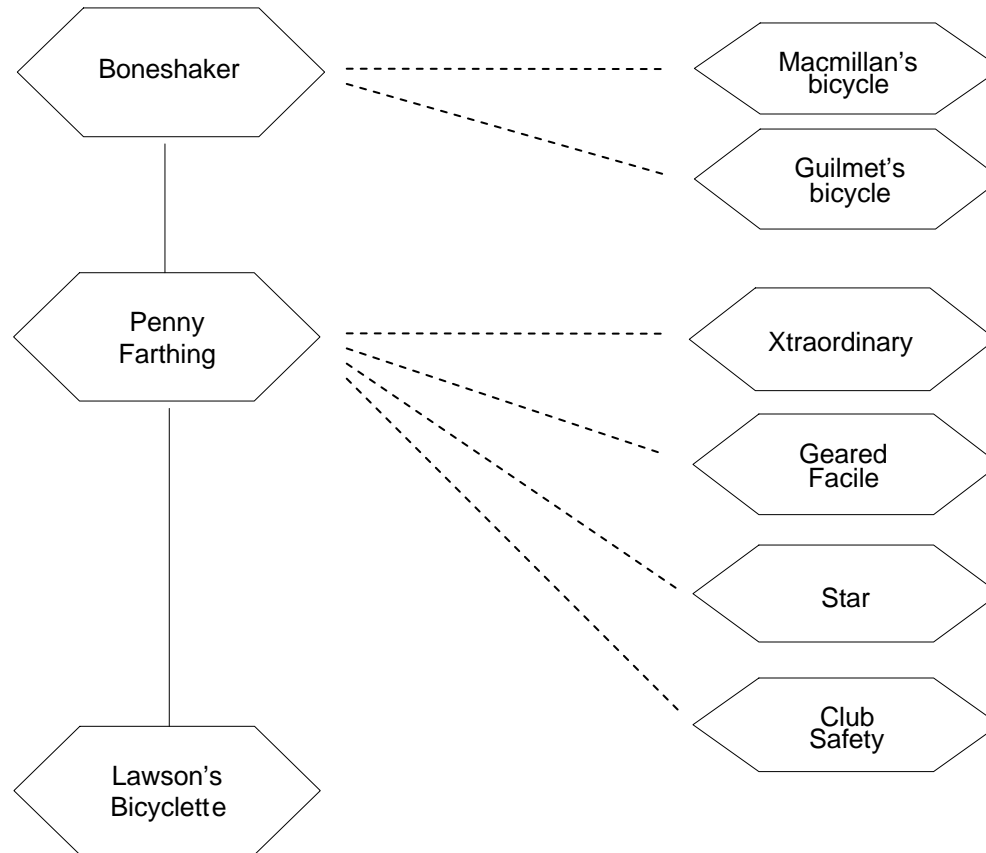 Boneshaker
Macmillan's
bicycle
Guilmet's
bicycle
Penny
Farthing
Xtraordinary
Geared
Facile
Star
Club
Safety
Lawson's
Bicyclette